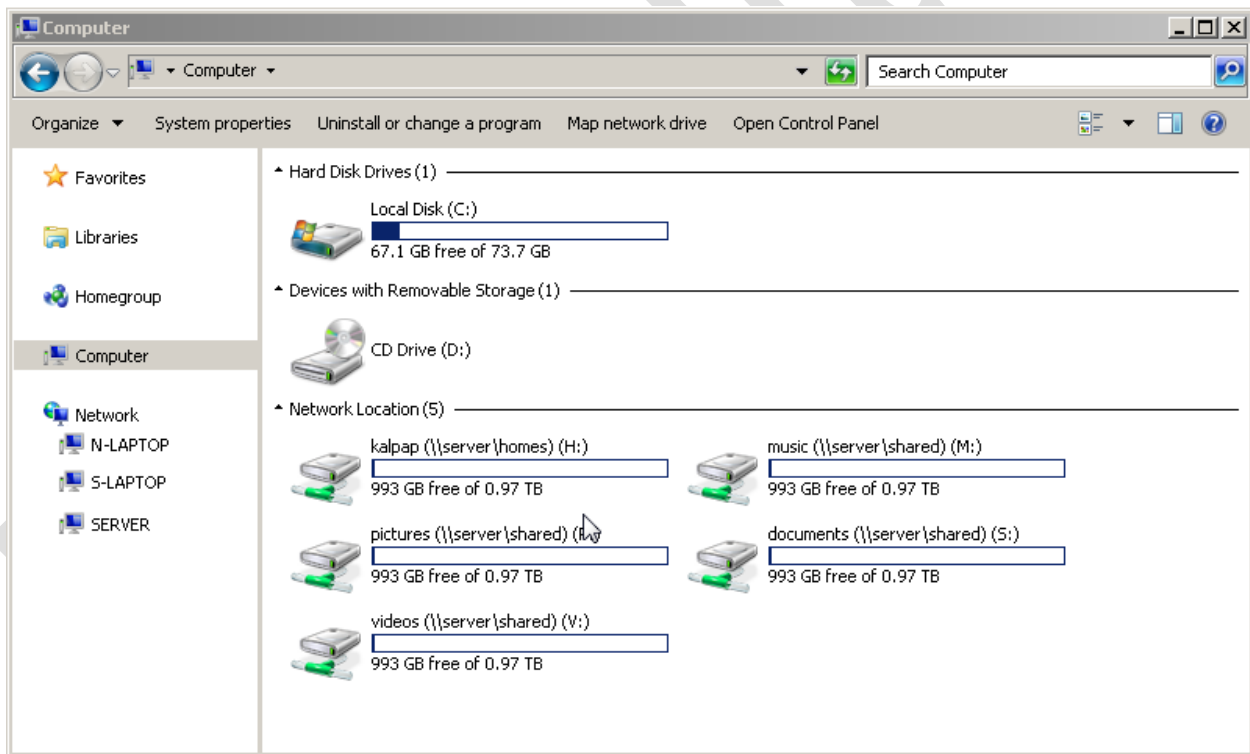 Computer
Computer
Search Computer
Organize System properties Uninstall or change a program Map network drive Open Control Panel
Favorites
Libraries
Homegroup
Computer
Network
N-LAPTOP
S-LAPTOP
SERVER
Hard Disk Drives (1)
Local Disk (C:)
67.1 GB free of 73.7 GB
Devices with Removable Storage (1)
CD Drive (D:)
Network Location (5)
kalpap (\\server\homes) (H:)
993 GB free of 0.97 TB
music (\\server\shared) (M:)
993 GB free of 0.97 TB
pictures (\\server\shared)
993 GB free of 0.97 TB
documents (\\server\shared) (S:)
993 GB free of 0.97 TB
videos (\\server\shared) (V:)
993 GB free of 0.97 TB